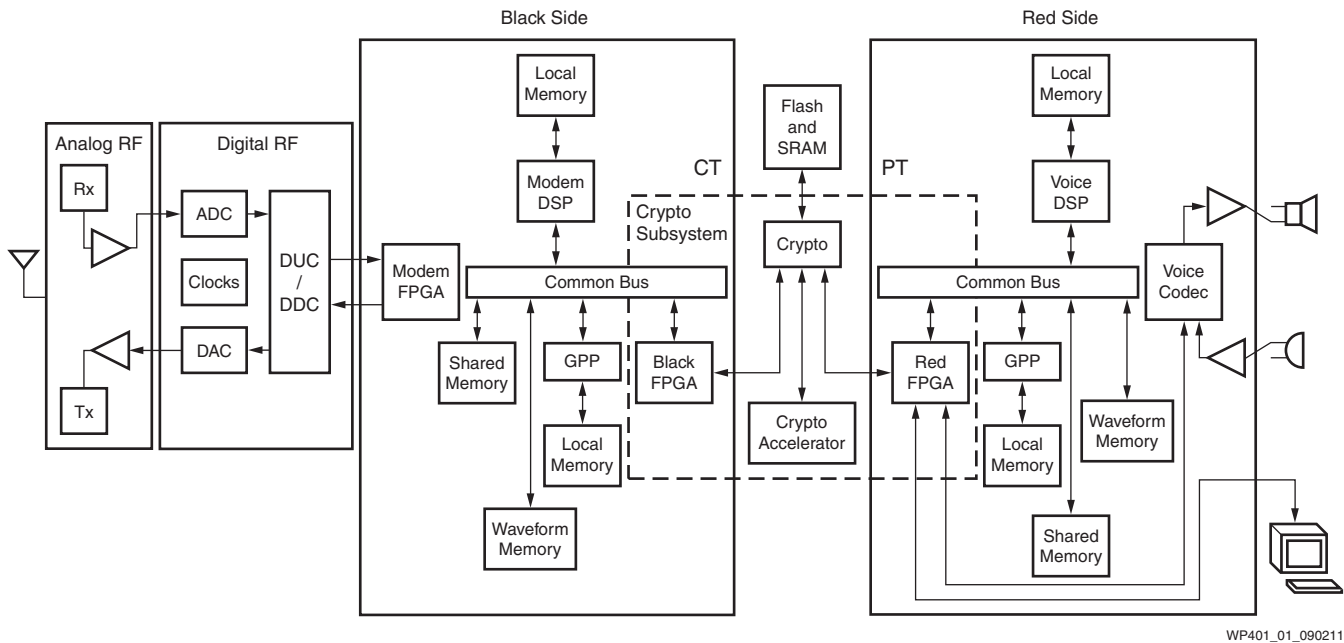 Black Side
Red Side
Analog RF
Rx
Tx
Digital RF
ADC
Clocks
DAC
DUC
/
DDC
Modem
FPGA
Local
Memory
Modem
DSP
CT
Common Bus
Shared
Memory
GPP
Local
Memory
Waveform
Memory
Black
FPGA
Crypto
Subsystem
Flash
and
SRAM
Crypto
Crypto
Accelerator
PT
Local
Memory
Voice
DSP
Common Bus
Red
FPGA
GPP
Local
Memory
Shared
Memory
Waveform
Memory
Voice
Codec
WP401_01_090211